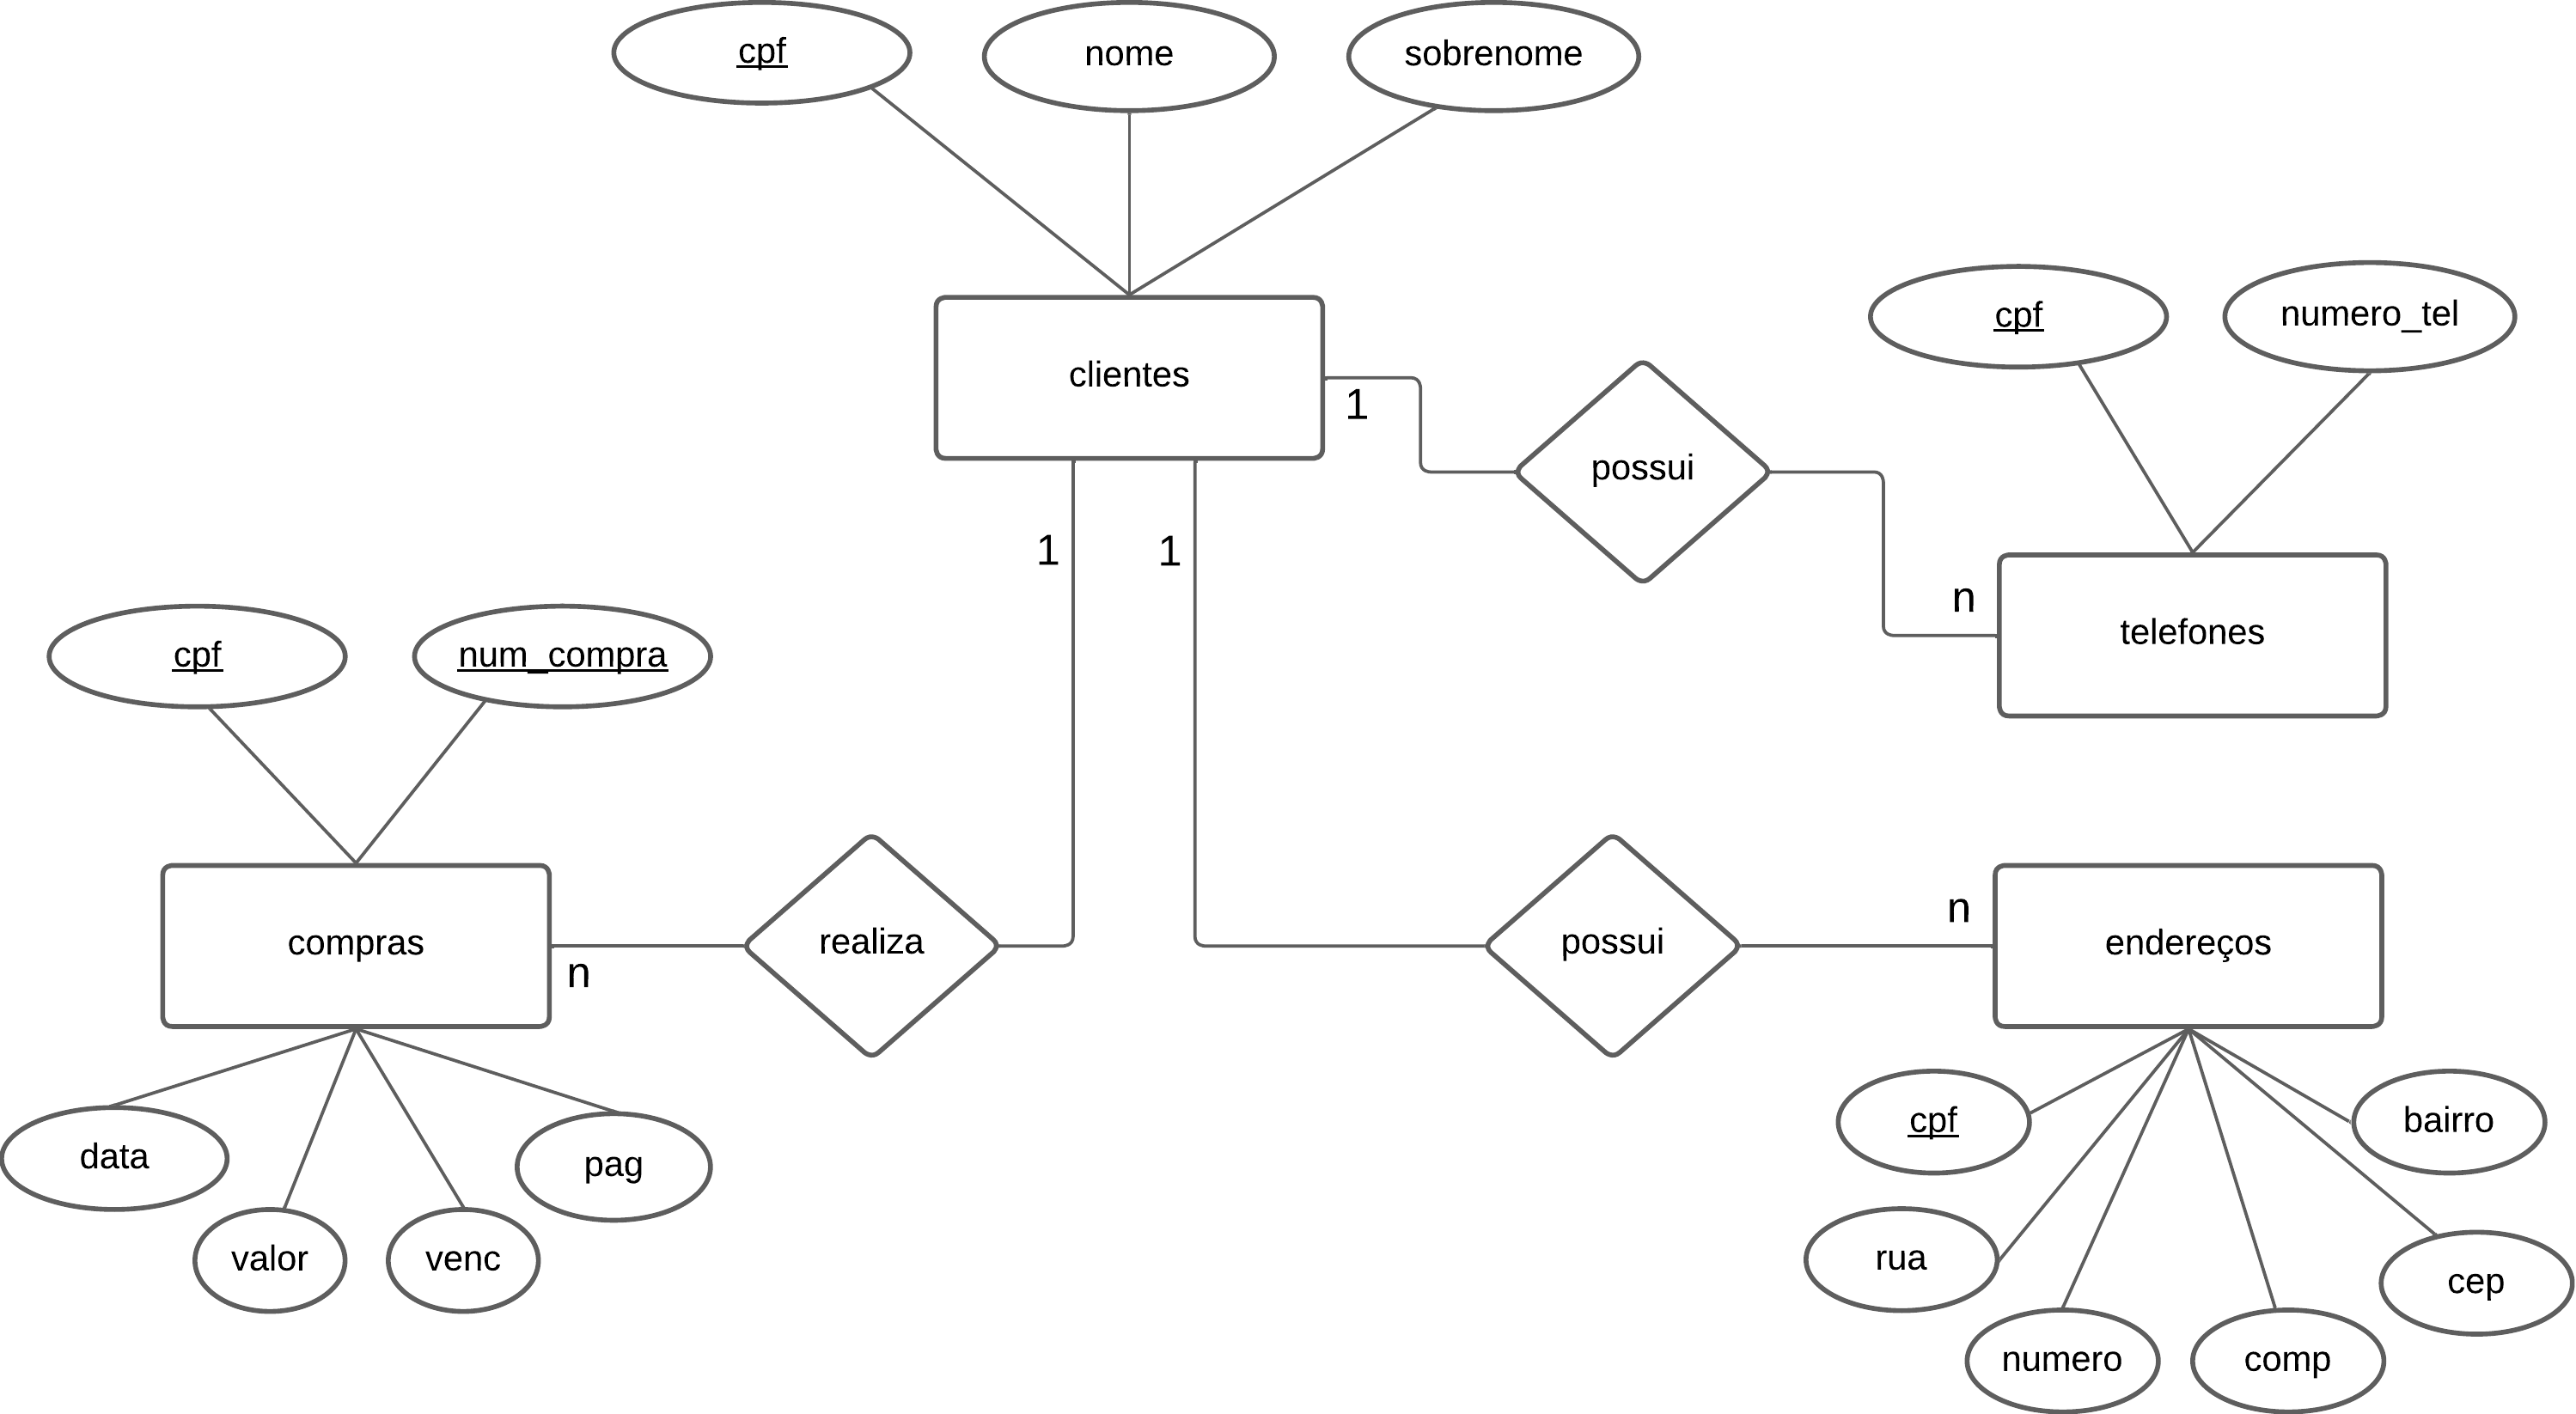 cpf
nome
sobrenome
clientes
1
possui
cpf
numero_tel
n
telefones
1
1
cpf
num_compra
compras
n
realiza
possui
n
endereços
data
valor
venc
pag
cpf
bairro
rua
cep
numero
comp